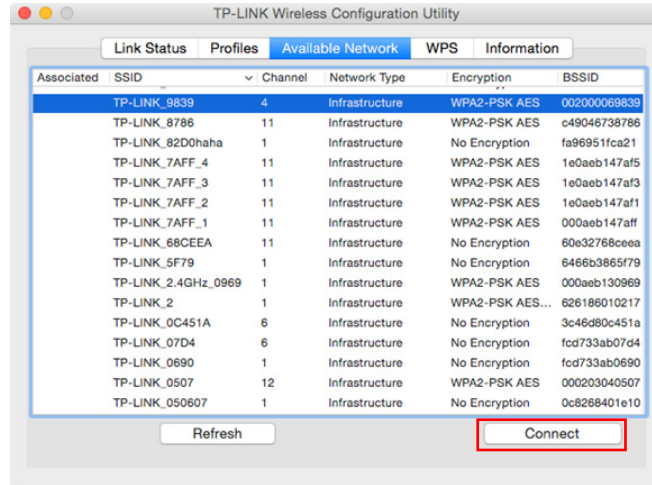 TP-LINK Wireless Configuration Utility
Link Status Profiles Available Network WPS Information
Associated SSID Channel Network Type Encryption BSSID
TP-LINK_9839 4 Infrastructure WPA2-PSK AES 002000069839
TP-LINK_8786 11 Infrastructure WPA2-PSK AES c49046738786
TP-LINK_82D0haha 1 Infrastructure No Encryption fa96951fca21
TP-LINK_7AFF_4 11 Infrastructure WPA2-PSK AES 1e0aeb147af5
TP-LINK_7AFF_3 11 Infrastructure WPA2-PSK AES 1e0aeb147af3
TP-LINK_7AFF_2 11 Infrastructure WPA2-PSK AES 1e0aeb147af1
TP-LINK_7AFF_1 11 Infrastructure WPA2-PSK AES 000aeb147aff
TP-LINK_68CEEA 11 Infrastructure No Encryption 60e32768ceea
TP-LINK_5F79 1 Infrastructure No Encryption 6466b3865f79
TP-LINK_2.4GHz_0969 1 Infrastructure WPA2-PSK AES 000aeb130969
TP-LINK_2 1 Infrastructure WPA2-PSK AES... 626186010217
TP-LINK_0C451A 6 Infrastructure No Encryption 3c46d80c451a
TP-LINK_07D4 6 Infrastructure No Encryption fcd733ab07d4
TP-LINK_0690 1 Infrastructure No Encryption fcd733ab0690
TP-LINK_0507 12 Infrastructure WPA2-PSK AES 000203040507
TP-LINK_050607 1 Infrastructure No Encryption 0c8268401e10
Refresh Connect